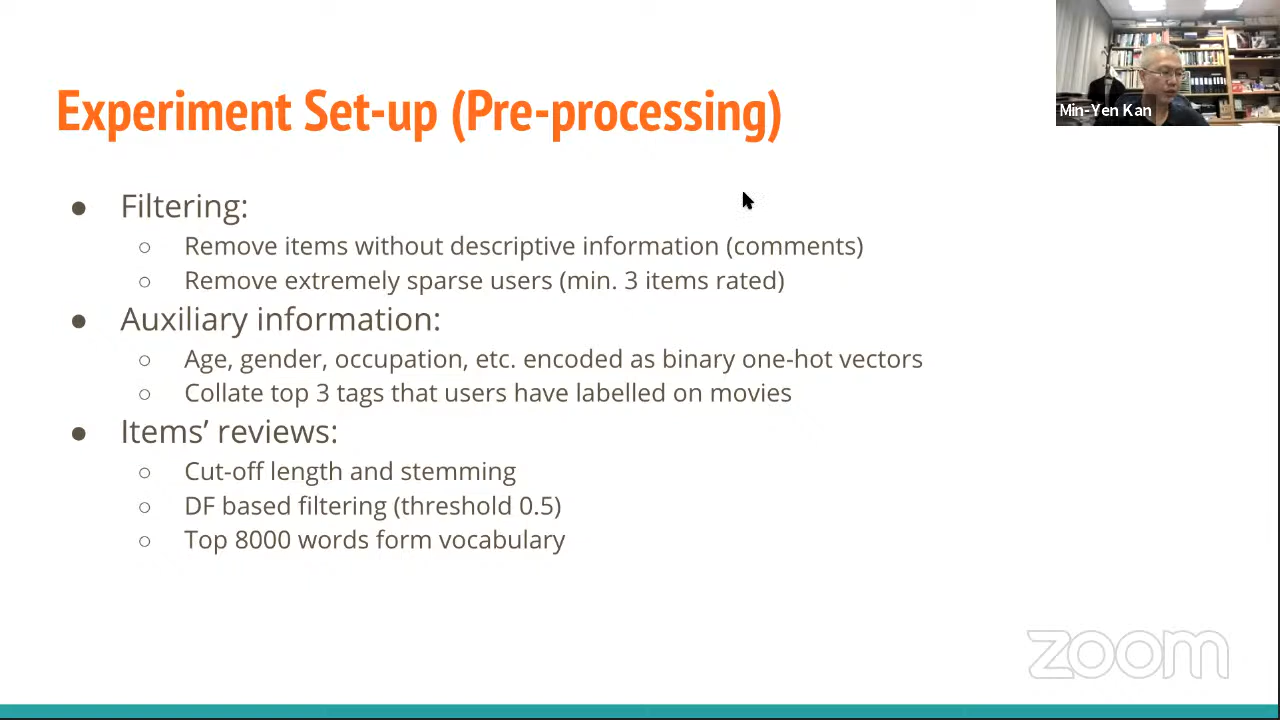 Experiment Set-up (Pre-processing)
Min-Yen Kan
● Filtering:
○ Remove items without descriptive information (comments)
○ Remove extremely sparse users (min. 3 items rated)
● Auxiliary information:
○ Age, gender, occupation, etc. encoded as binary one-hot vectors
○ Collate top 3 tags that users have labelled on movies
● Items’ reviews:
○ Cut-off length and stemming
○ DF based filtering (threshold 0.5)
○ Top 8000 words form vocabulary
zoom